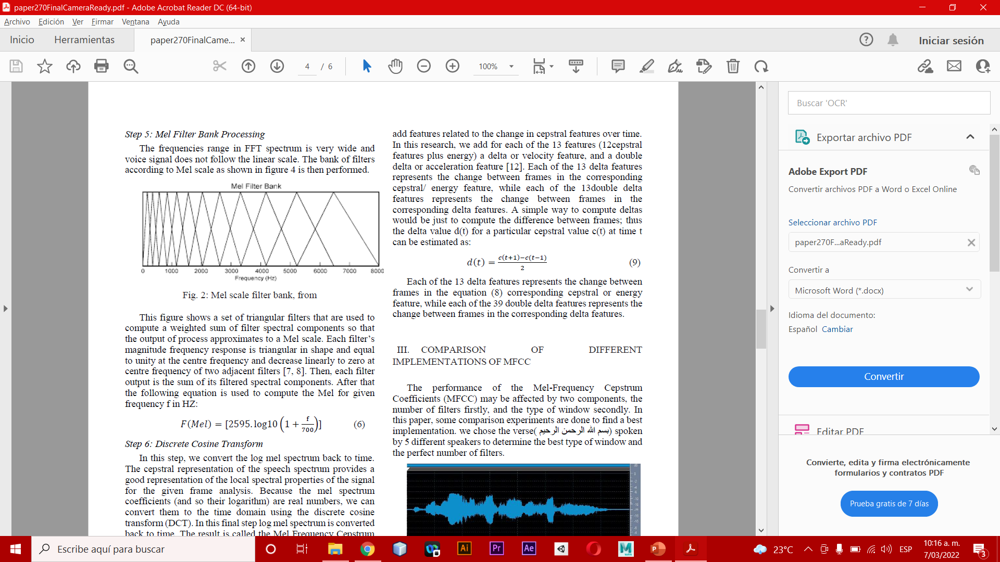 paper270FinalCameraReady.pdf - Adobe Acrobat Reader DC (64-bit)
Archivo Edición Ver Firmar Ventana Ayuda
Inicio Herramientas paper270FinalCame... Iniciar sesión
4 / 6 100%
Step 5: Mel Filter Bank Processing
The frequencies range in FFT spectrum is very wide and
voice signal does not follow the linear scale. The bank of filters
according to Mel scale as shown in figure 4 is then performed.
Mel Filter Bank
0 1000 2000 3000 4000 5000 6000 7000 8000
Frequency (Hz)
Fig. 2: Mel scale filter bank, from
This figure shows a set of triangular filters that are used to
compute a weighted sum of filter spectral components so that
the output of process approximates to a Mel scale. Each filter's
magnitude frequency response is triangular in shape and equal
to unity at the centre frequency and decrease linearly to zero at
centre frequency of two adjacent filters [7, 8]. Then, each filter
output is the sum of its filtered spectral components. After that
the following equation is used to compute the Mel for given
frequency f in HZ:
F(Mel) = [2595.log10 (1 + f/700)] (6)
Step 6: Discrete Cosine Transform
In this step, we convert the log mel spectrum back to time.
The cepstral representation of the speech spectrum provides a
good representation of the local spectral properties of the signal
for the given frame analysis. Because the mel spectrum
coefficients (and so their logarithm) are real numbers, we can
convert them to the time domain using the discrete cosine
transform (DCT). In this final step log mel spectrum is converted
back to time. The result is called the Mel Frequency Cepstrum
add features related to the change in cepstral features over time.
In this research, we add for each of the 13 features (12cepstral
features plus energy) a delta or velocity feature, and a double
delta or acceleration feature [12]. Each of the 13 delta features
represents the change between frames in the corresponding
cepstral/ energy feature, while each of the 13double delta
features represents the change between frames in the
corresponding delta features. A simple way to compute deltas
would be just to compute the difference between frames; thus
the delta value d(t) for a particular cepstral value c(t) at time t
can be estimated as:
d(t) = c(t+1)−c(t−1)/2 (9)
Each of the 13 delta features represents the change between
frames in the equation (8) corresponding cepstral or energy
feature, while each of the 39 double delta features represents the
change between frames in the corresponding delta features.
III. COMPARISON OF DIFFERENT
IMPLEMENTATIONS OF MFCC
The performance of the Mel-Frequency Cepstrum
Coefficients (MFCC) may be affected by two components, the
number of filters firstly, and the type of window secondly. In
this paper, some comparison experiments are done to find a best
implementation. we chose the verse( بسم الله الرحمن الرحيم) spoken
by 5 different speakers to determine the best type of window and
the perfect number of filters.
Buscar 'OCR'
Exportar archivo PDF
Adobe Export PDF
Convertir archivos PDF a Word o Excel Online
Seleccionar archivo PDF
paper270F...aReady.pdf
Convertir a
Microsoft Word (*.docx)
Idioma del documento:
Español Cambiar
Convertir
Editar PDF
Convierte, edita y firma electrónicamente
formularios y contratos PDF
Prueba gratis de 7 días
Escribe aquí para buscar
Ai Pr Ae
23°C ESP
10:16 a. m.
7/03/2022
3